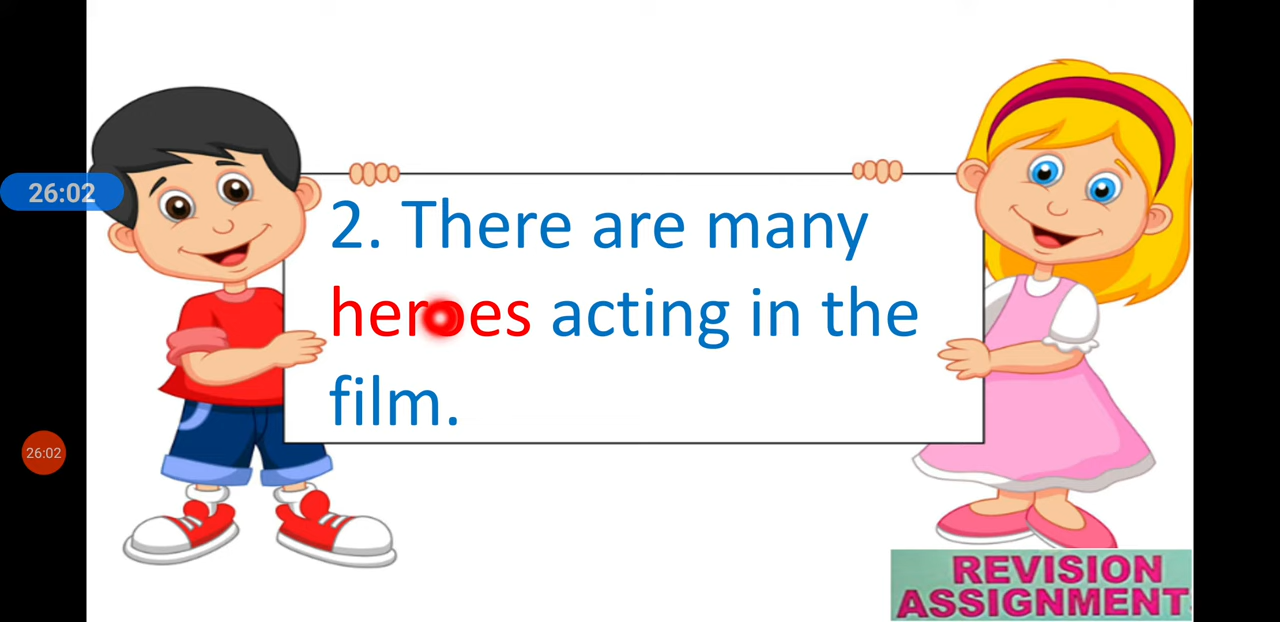 26:02
2. There are many
heroes acting in the
film.
26:02
REVISION
ASSIGNMENT